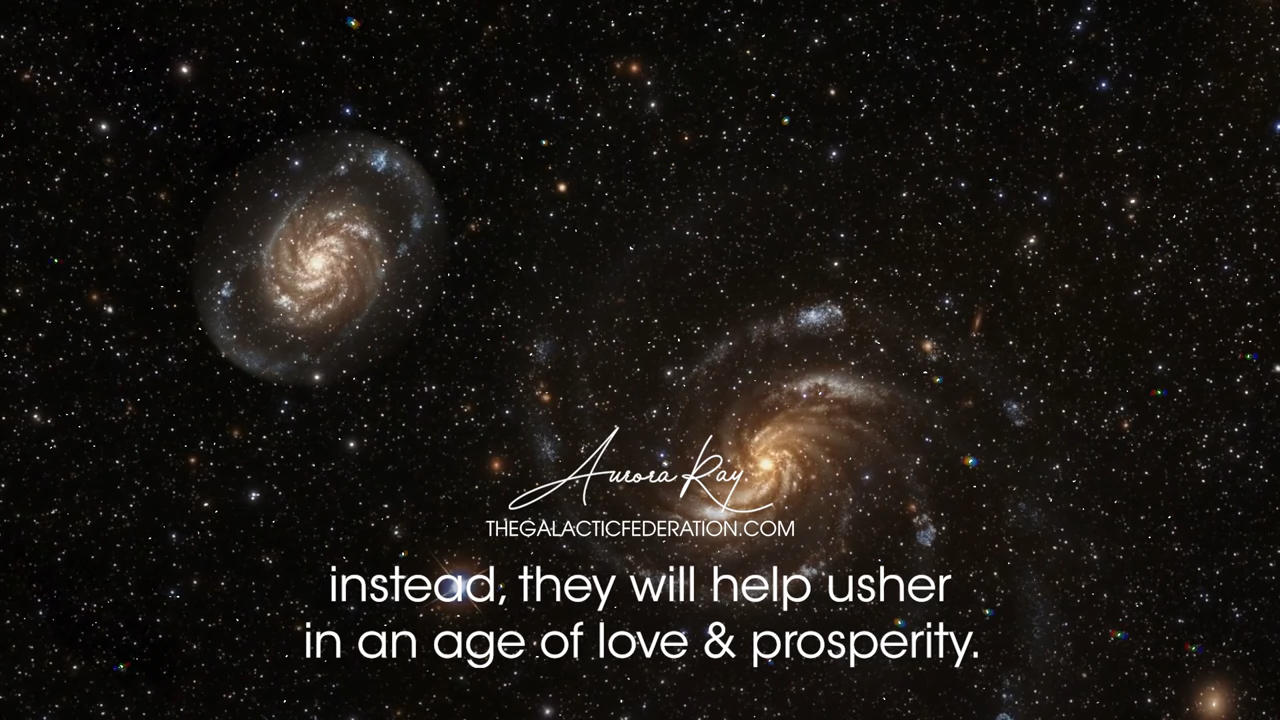 Aurora Ray
THEGALACTICFEDERATION.COM
instead, they will help usher
in an age of love & prosperity.